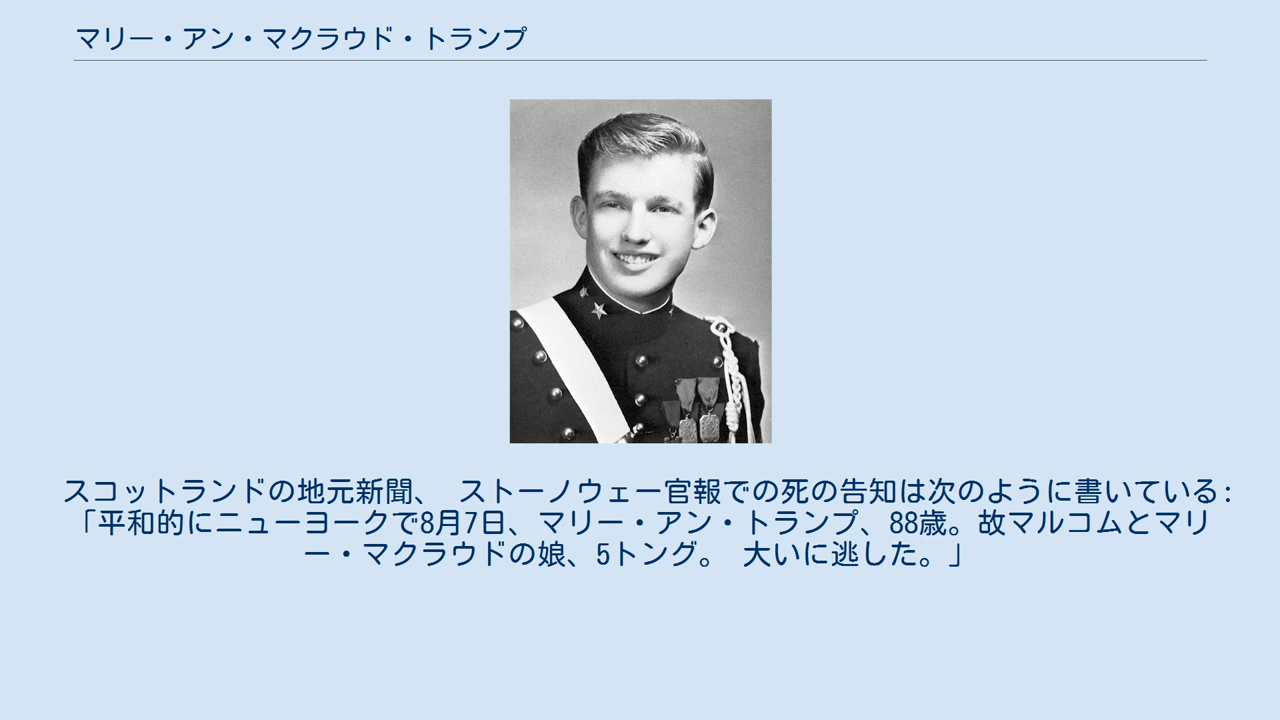 マリー・アン・マクラウド・トランプ
スコットランドの地元新聞、 ストーノウェー官報での死の告知は次のように書いている:
「平和的にニューヨークで8月7日、マリー・アン・トランプ、88歳。故マルコムとマリ
ー・マクラウドの娘、5トング。 大いに逃した。」